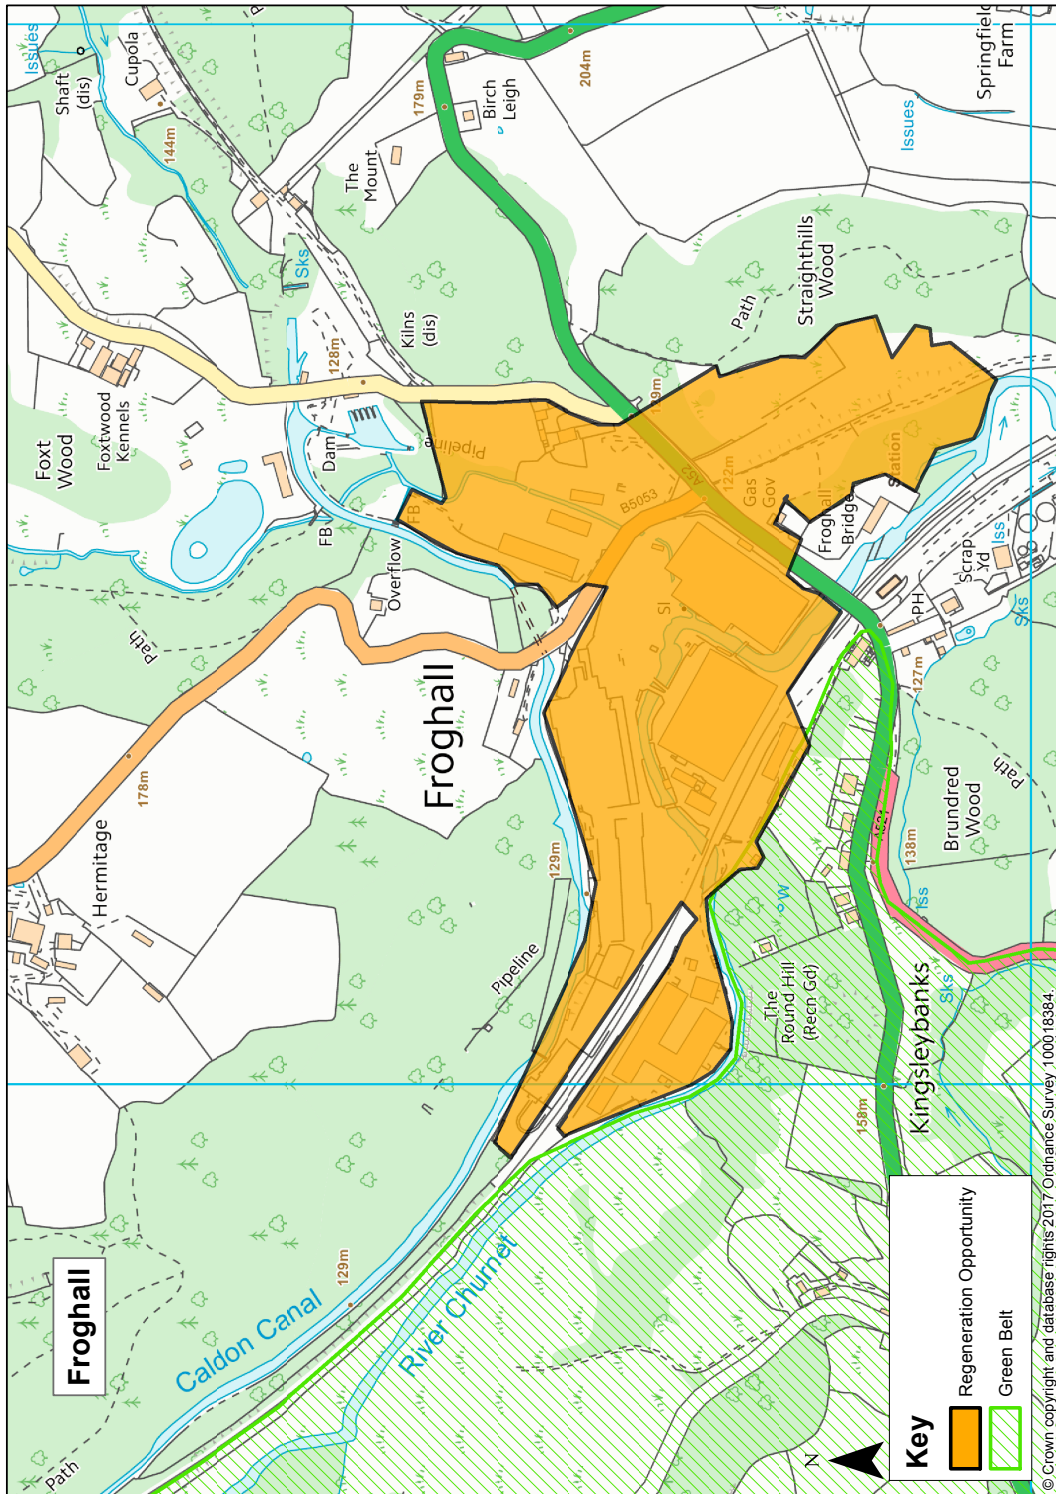 Froghall
Issues
Shaft
(dis)
Cupola
144m
Sks
The
Mount
179m
204m
Birch
Leigh
Springfield
Farm
Issues
Straighthills
Wood
Path
Kilns
(dis)
128m
Foxt
Wood
Foxtwood
Kennels
Dam
Pipeline
FB
FB
Overflow
Path
B5053
A52
122m
Gas
Gov
Froghall
Bridge
Station
SI
Scrap
Yd
Iss
Sks
PH
127m
Froghall
178m
Hermitage
129m
Pipeline
W
The
Round Hill
(Recn Gd)
A521
138m
Iss
Brundred
Wood
Path
Sks
Kingsleybanks
158m
129m
Caldon Canal
River Churnet
Path
N
Key
Regeneration Opportunity
Green Belt
© Crown copyright and database rights 2017 Ordnance Survey 100018384.